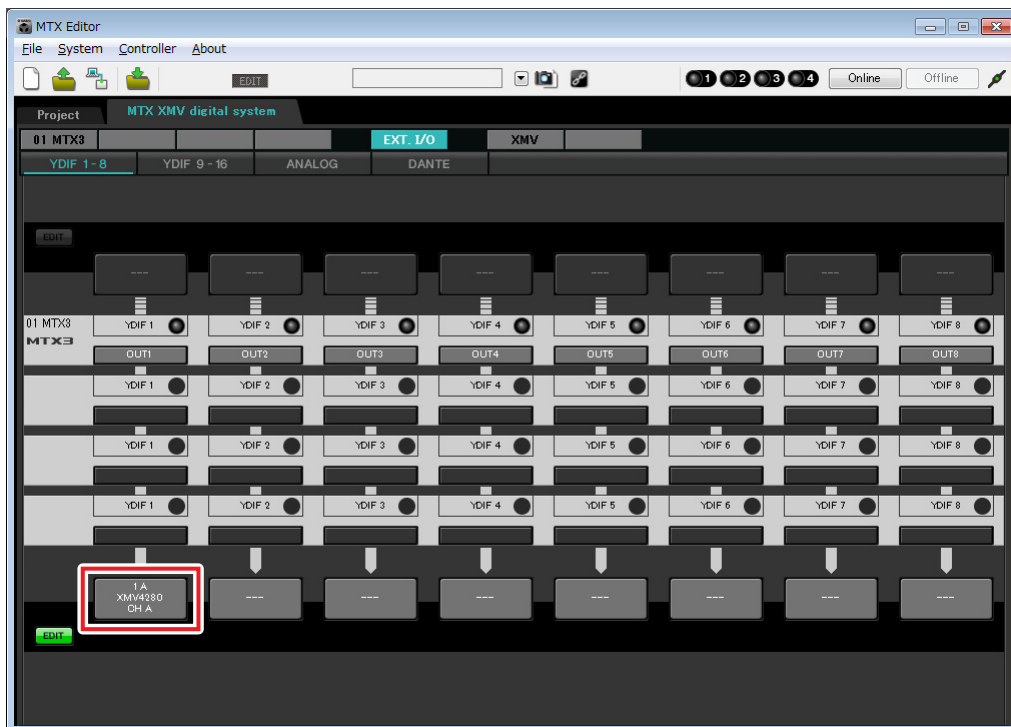 MTX Editor
File System Controller About
EDIT 1 2 3 4 Online Offline
Project MTX XMV digital system
01 MTX3 EXT. I/O XMV
YDIF 1-8 YDIF 9-16 ANALOG DANTE
EDIT
--- --- --- --- --- --- --- ---
01 MTX3 YDIF 1 YDIF 2 YDIF 3 YDIF 4 YDIF 5 YDIF 6 YDIF 7 YDIF 8
MTX3
OUT1 OUT2 OUT3 OUT4 OUT5 OUT6 OUT7 OUT8
YDIF 1 YDIF 2 YDIF 3 YDIF 4 YDIF 5 YDIF 6 YDIF 7 YDIF 8
YDIF 1 YDIF 2 YDIF 3 YDIF 4 YDIF 5 YDIF 6 YDIF 7 YDIF 8
YDIF 1 YDIF 2 YDIF 3 YDIF 4 YDIF 5 YDIF 6 YDIF 7 YDIF 8
1 A
XMV4280 --- --- --- --- --- --- ---
CH A
EDIT